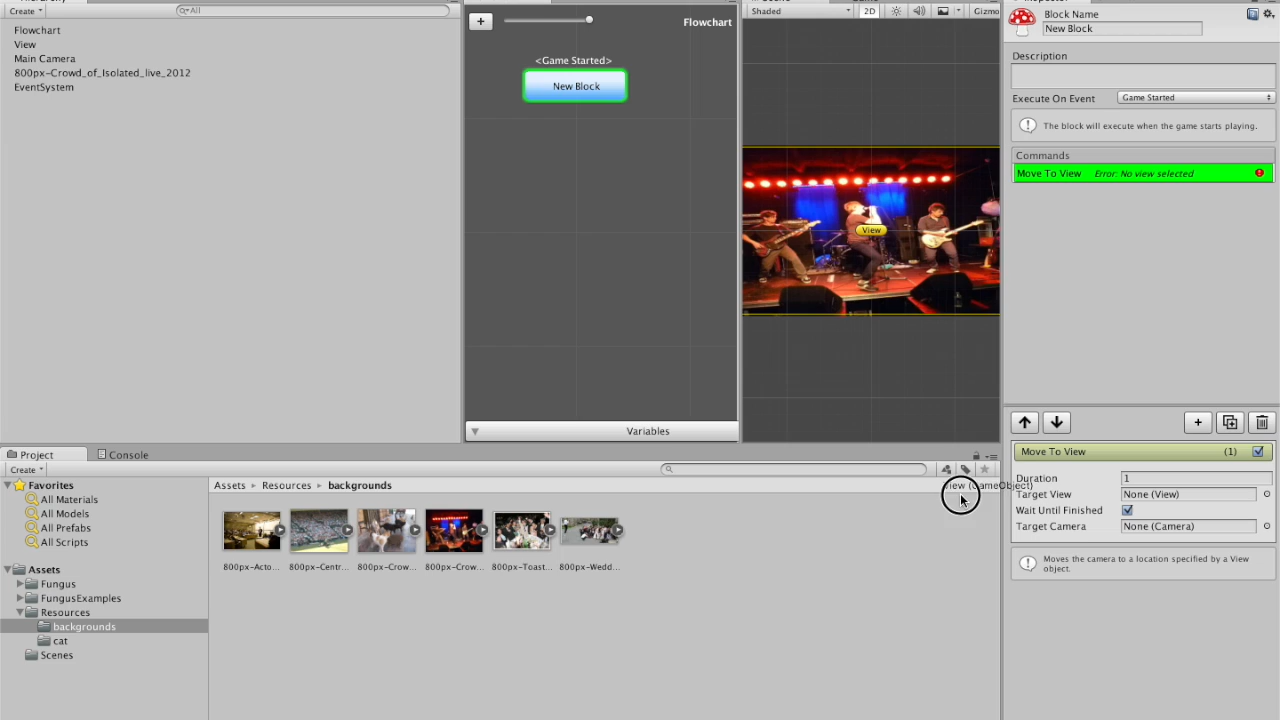 Create
All
Flowchart
View
Main Camera
800px-Crowd_of_Isolated_live_2012
EventSystem
Flowchart
<Game Started>
New Block
Variables
Shaded
2D
Gizmo
View
Block Name
New Block
Description
Execute On Event
Game Started
The block will execute when the game starts playing.
Commands
Move To View Error: No view selected
Move To View (1)
Duration 1
Target View None (View)
Wait Until Finished
Target Camera None (Camera)
Moves the camera to a location specified by a View
object.
Project
Console
Create
Favorites
All Materials
All Models
All Prefabs
All Scripts
Assets
Fungus
FungusExamples
Resources
backgrounds
cat
Scenes
Assets Resources backgrounds
View (GameObject)
800px-Acto...
800px-Centr...
800px-Crow...
800px-Crow...
800px-Toast...
800px-Wedd...